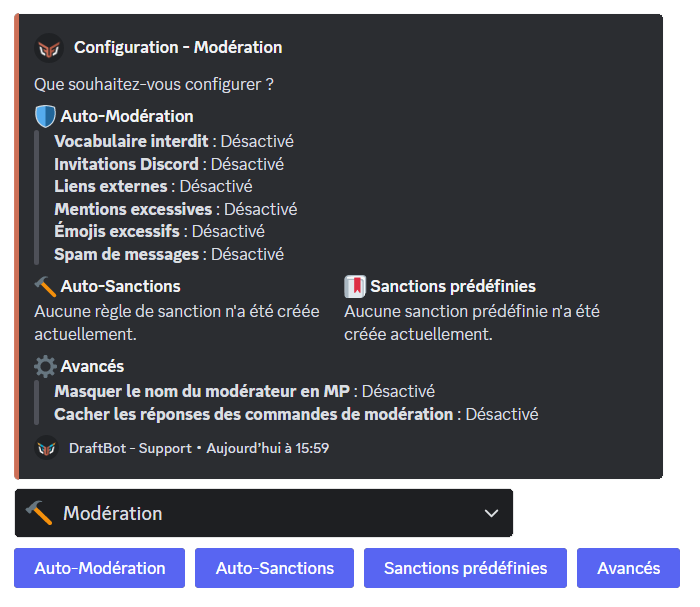 Configuration - Modération
Que souhaitez-vous configurer ?
Auto-Modération
Vocabulaire interdit : Désactivé
Invitations Discord : Désactivé
Liens externes : Désactivé
Mentions excessives : Désactivé
Émojis excessifs : Désactivé
Spam de messages : Désactivé
Auto-Sanctions
Aucune règle de sanction n'a été créée
actuellement.
Sanctions prédéfinies
Aucune sanction prédéfinie n'a été
créée actuellement.
Avancés
Masquer le nom du modérateur en MP : Désactivé
Cacher les réponses des commandes de modération : Désactivé
DraftBot - Support • Aujourd’hui à 15:59
Modération
Auto-Modération
Auto-Sanctions
Sanctions prédéfinies
Avancés